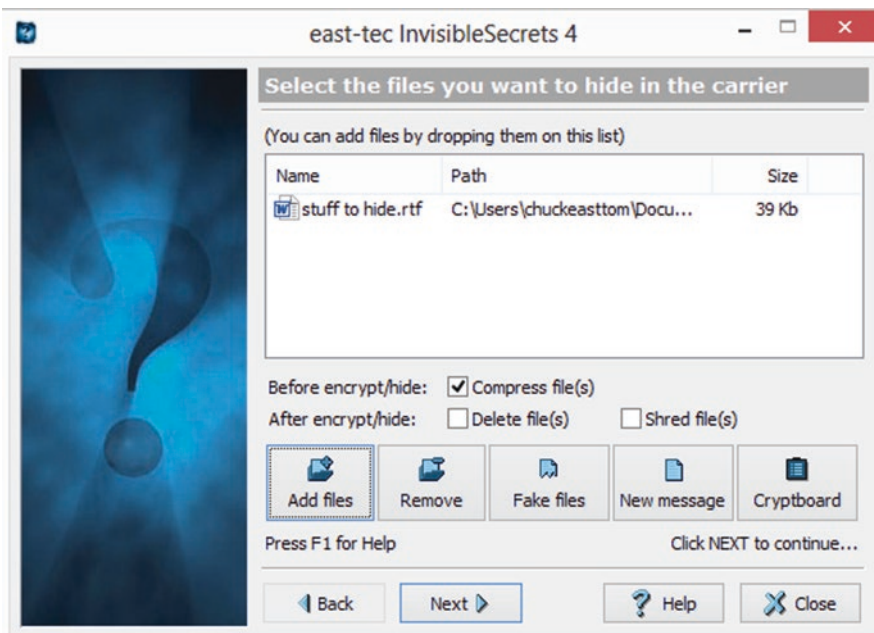 east-tec InvisibleSecrets 4
Select the files you want to hide in the carrier
(You can add files by dropping them on this list)
Name Path Size
stuff to hide.rtf C:\Users\chuckeasttom\Docu... 39 Kb
Before encrypt/hide: Compress file(s)
After encrypt/hide: Delete file(s) Shred file(s)
Add files Remove Fake files New message Cryptboard
Press F1 for Help Click NEXT to continue...
Back Next Help Close